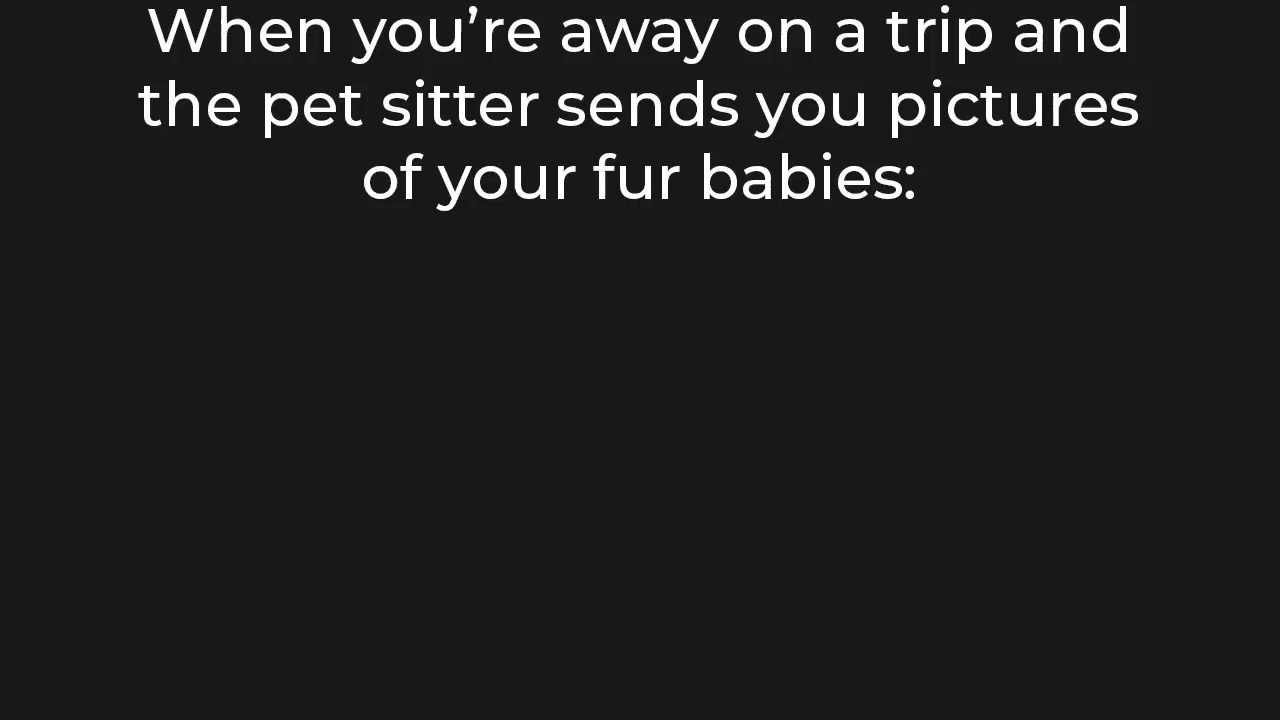 When you’re away on a trip and
the pet sitter sends you pictures
of your fur babies: